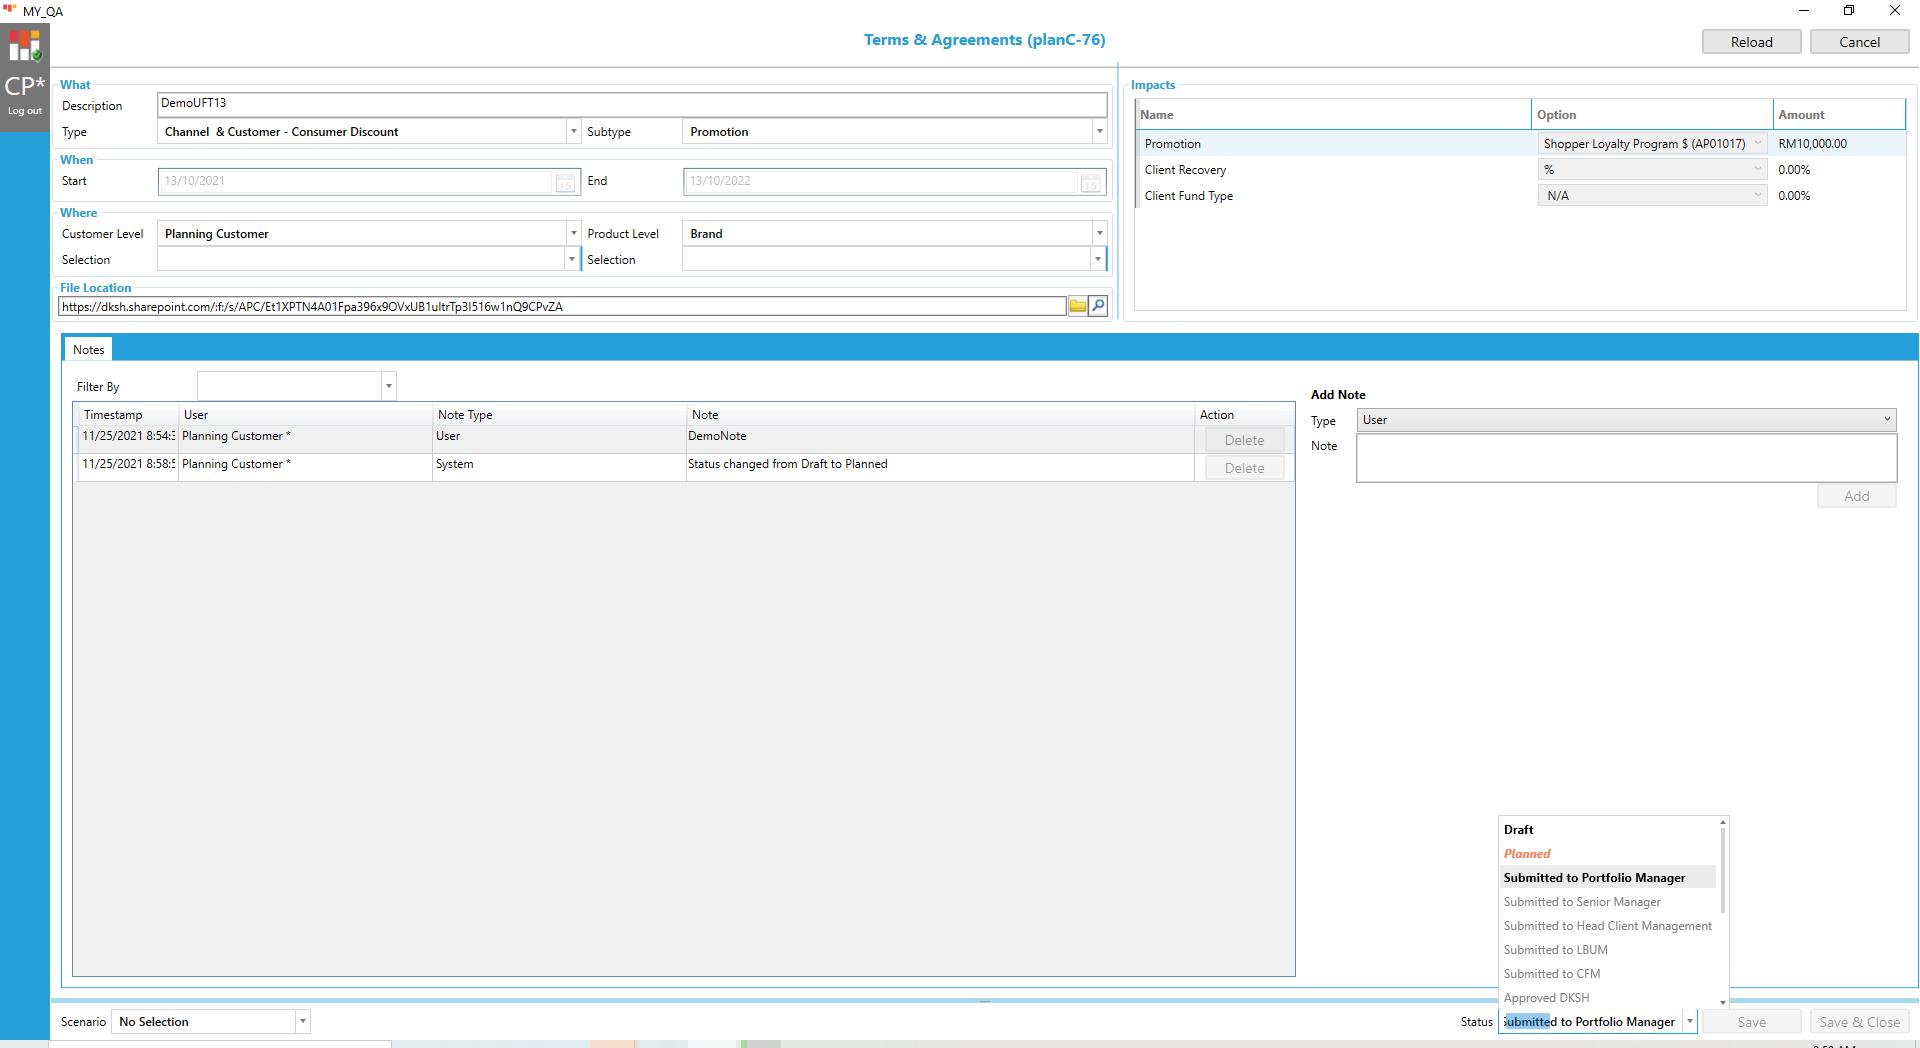 MY_QA
Terms & Agreements (planC-76)
Reload
Cancel
CP*
Log out
What
Description
DemoUFT13
Type
Channel & Customer - Consumer Discount
Subtype
Promotion
When
Start
13/10/2021
15
End
13/10/2022
15
Where
Customer Level
Planning Customer
Product Level
Brand
Selection
Selection
File Location
https://dksh.sharepoint.com/:f:/s/APC/Et1XPTN4A01Fpa396x9OVxUB1ultrTp3I516w1nQ9CPvZA
Impacts
Name Option Amount
Promotion Shopper Loyalty Program $ (AP01017) RM10,000.00
Client Recovery % 0.00%
Client Fund Type N/A 0.00%
Notes
Filter By
Timestamp User Note Type Note Action
11/25/2021 8:54: Planning Customer * User DemoNote Delete
11/25/2021 8:58: Planning Customer * System Status changed from Draft to Planned Delete
Add Note
Type
User
Note
Add
Draft
Planned
Submitted to Portfolio Manager
Submitted to Senior Manager
Submitted to Head Client Management
Submitted to LBUM
Submitted to CFM
Approved DKSH
Scenario
No Selection
Status
Submitted to Portfolio Manager
Save
Save & Close